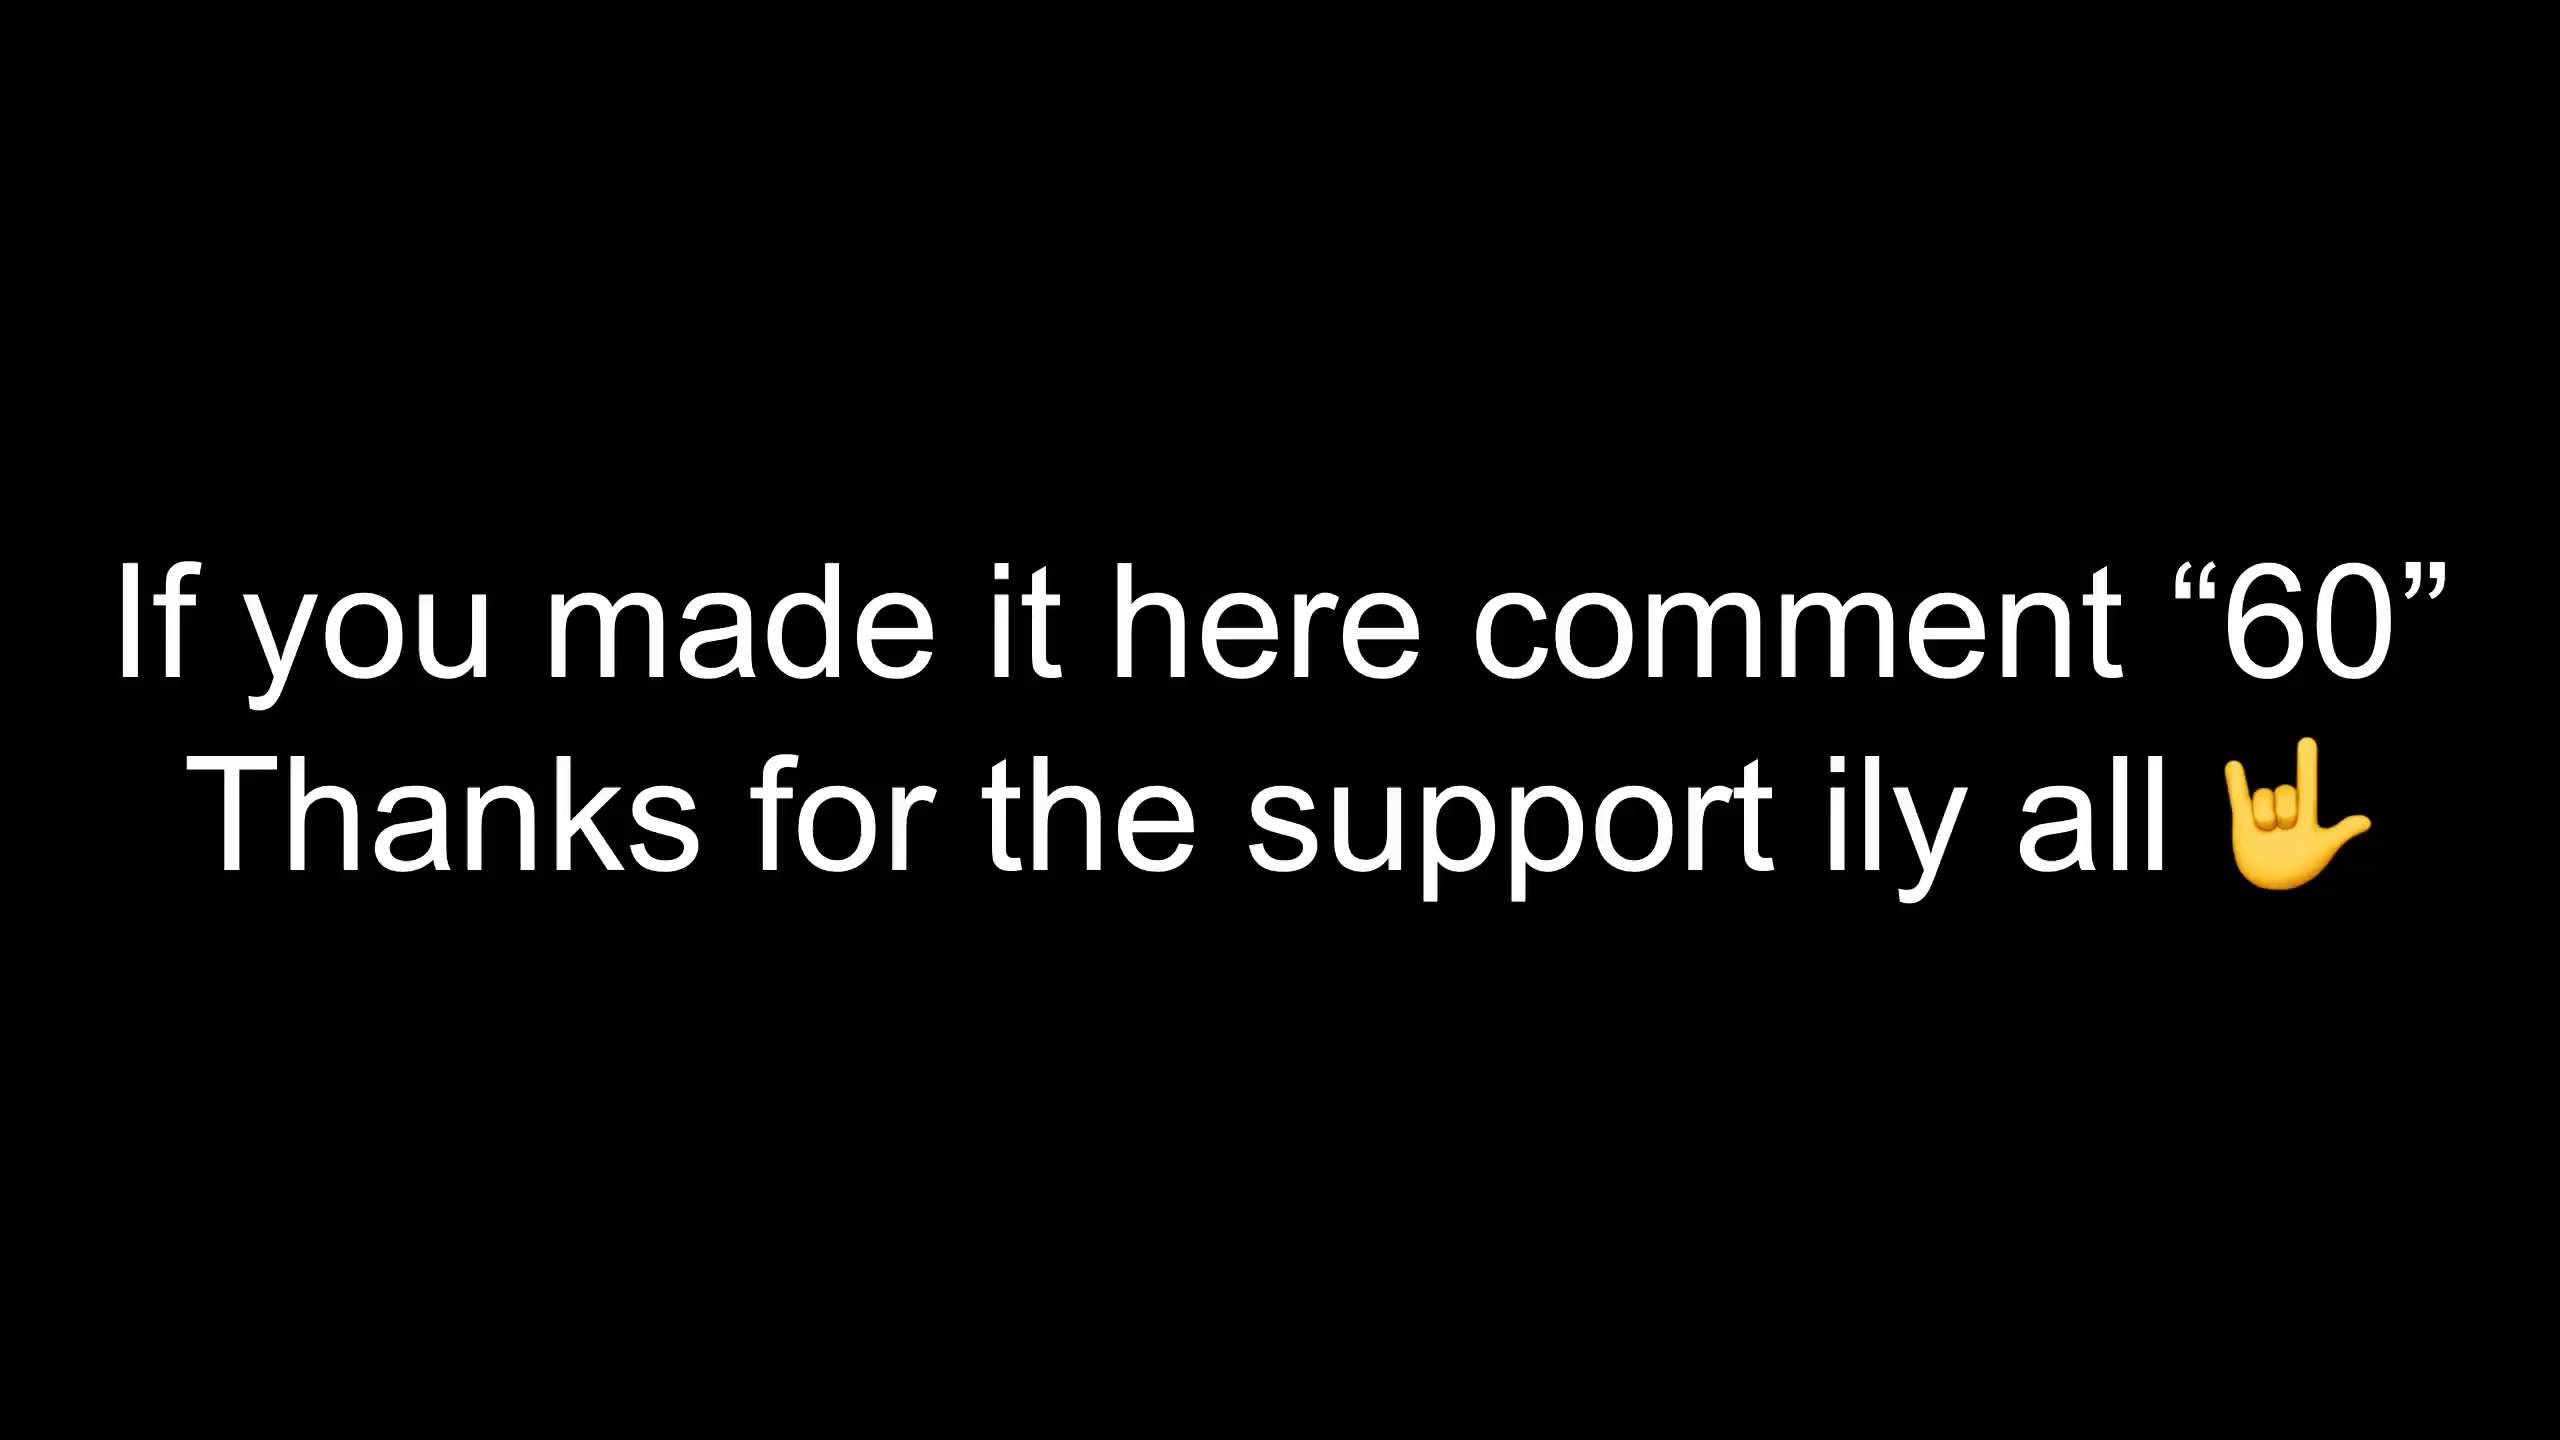 If you made it here comment “60”
Thanks for the support ily all 🤟